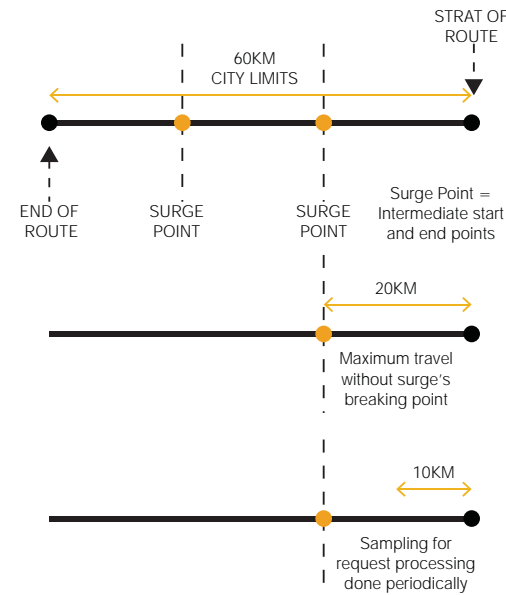 STRAT OF
ROUTE
60KM
CITY LIMITS
END OF
ROUTE
SURGE
POINT
SURGE
POINT
Surge Point =
Intermediate start
and end points
20KM
Maximum travel
without surge's
breaking point
10KM
Sampling for
request processing
done periodically